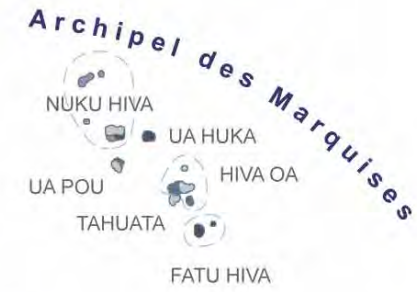 Archipel des Marquises
NUKU HIVA
UA HUKA
HIVA OA
UA POU
TAHUATA
FATU HIVA